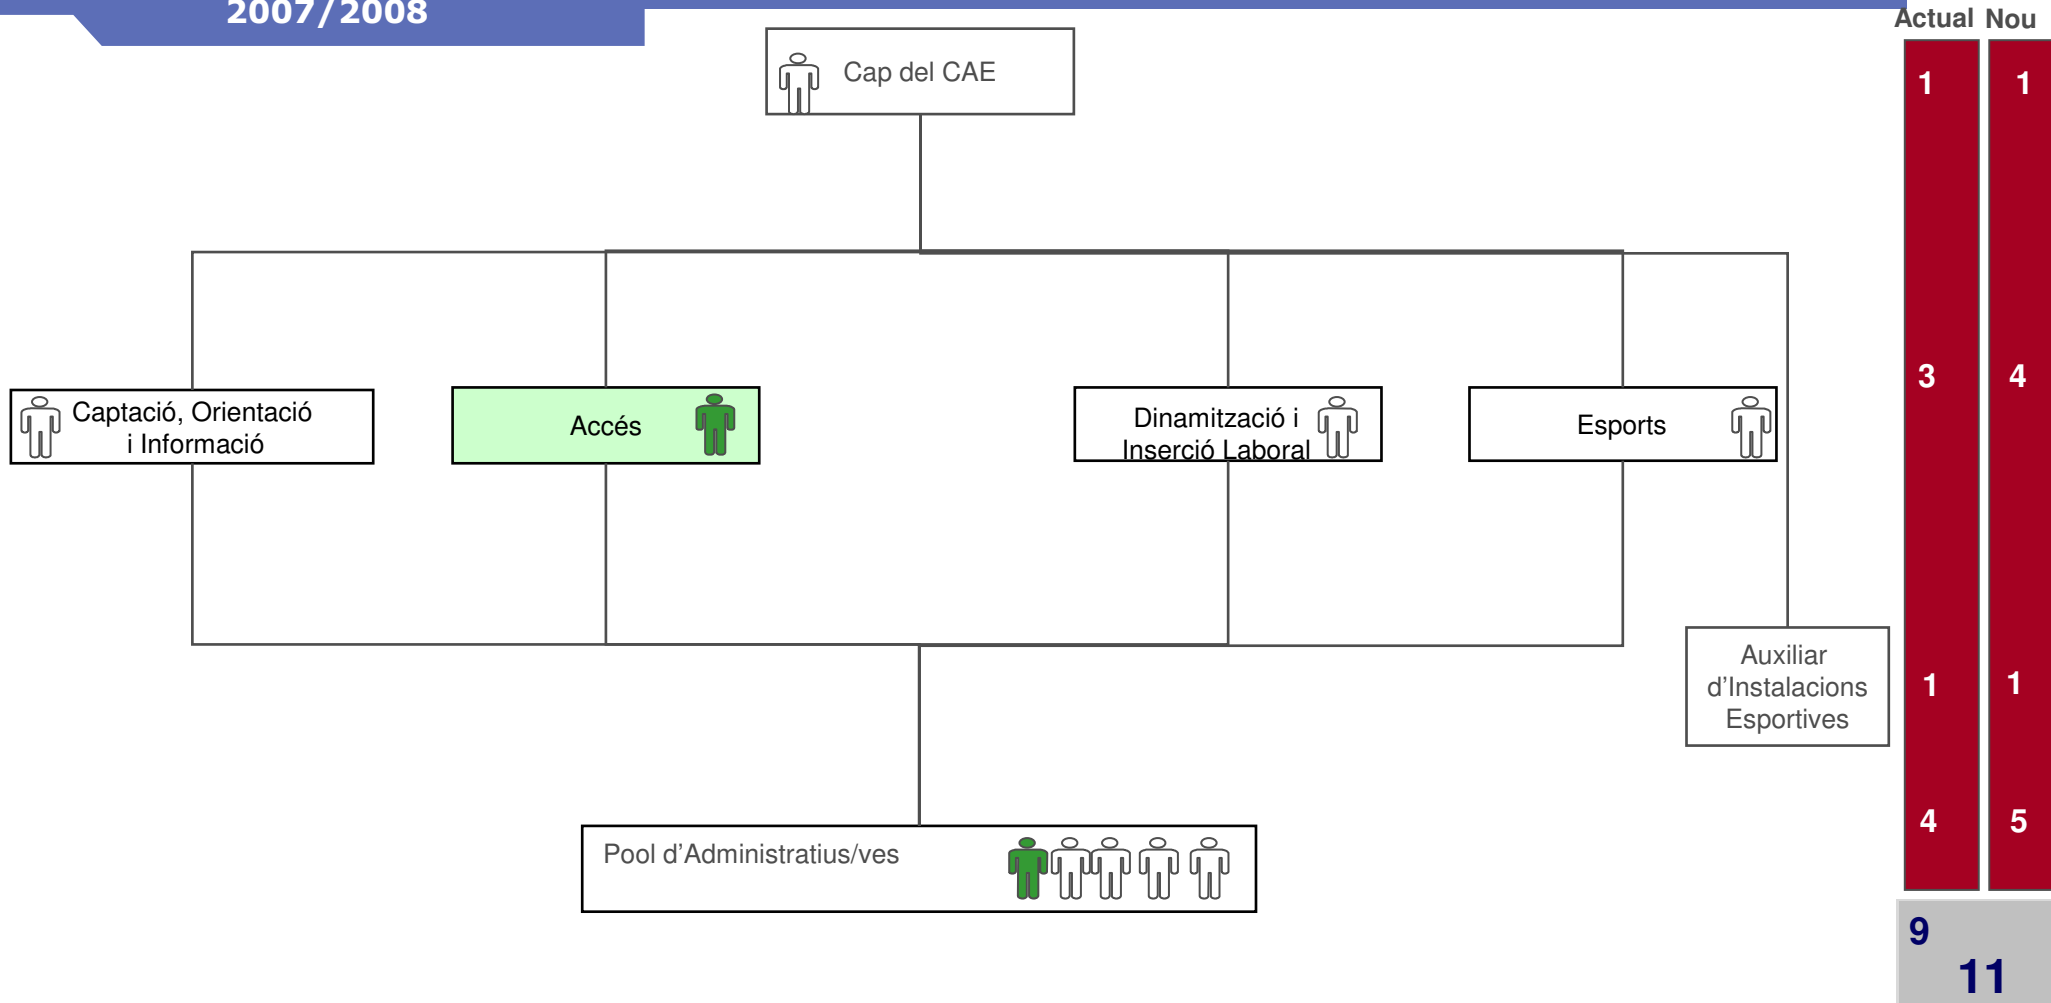 2007/2008
Actual Nou
Cap del CAE
1 1
Captació, Orientació
i Informació
Accés
Dinamització i
Inserció Laboral
Esports
3 4
Auxiliar
d’Instalacions
Esportives
1 1
Pool d’Administratius/ves
4 5
9
11